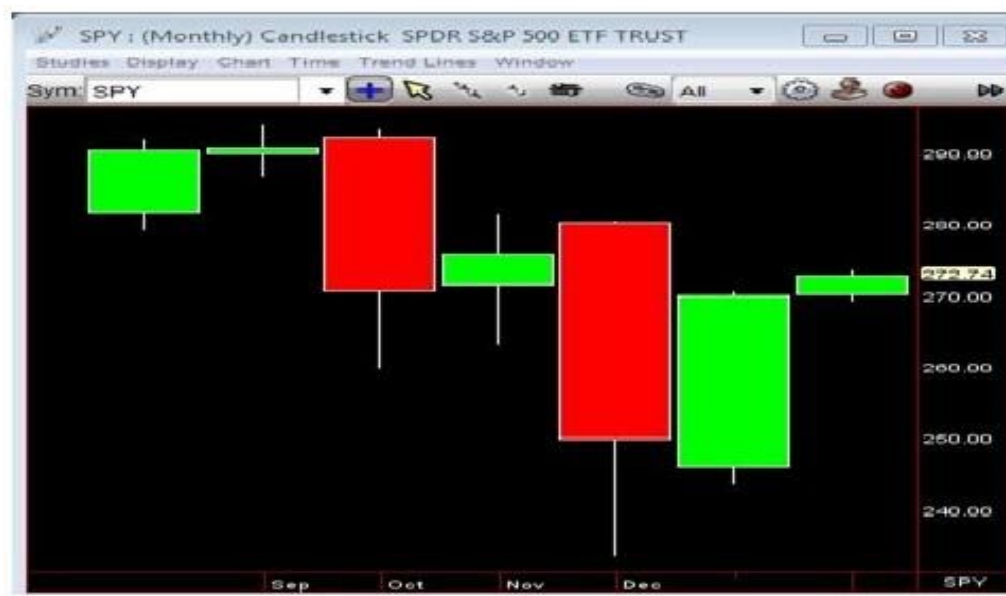 SPY : (Monthly) Candlestick SPDR S&P 500 ETF TRUST
Studies Display Chart Time Trend Lines Window
Sym: SPY All
290.00
280.00
272.74
270.00
260.00
250.00
240.00
Sep Oct Nov Dec SPY